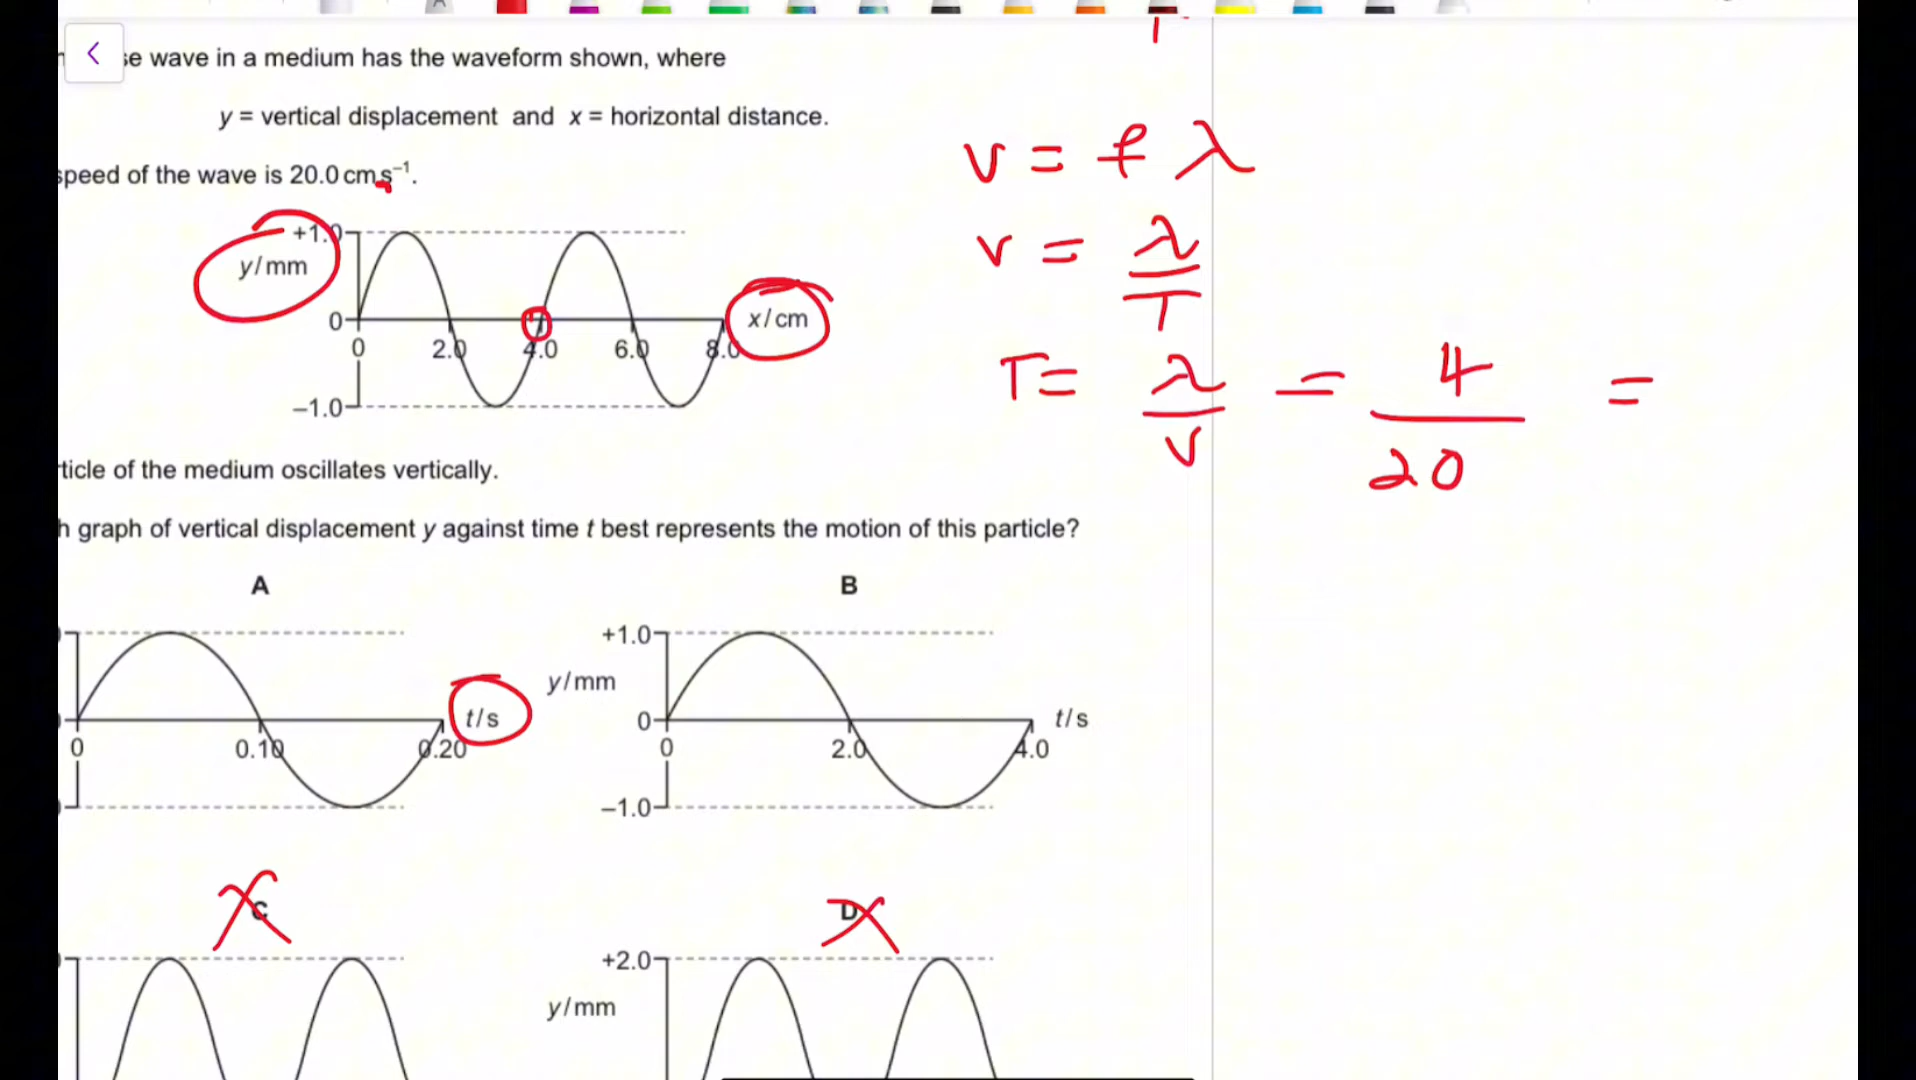 se wave in a medium has the waveform shown, where
y = vertical displacement and x = horizontal distance.
speed of the wave is 20.0 cm s⁻¹.
+1.0
y/mm
0
x/cm
0 2.0 4.0 6.0 8.0
–1.0
ticle of the medium oscillates vertically.
h graph of vertical displacement y against time t best represents the motion of this particle?
A
t/s
0 0.10 0.20
B
+1.0
y/mm
0
t/s
0 2.0 4.0
–1.0
C
D
+2.0
y/mm
v = f λ
v = λ/T
T = λ/v = 4/20 =